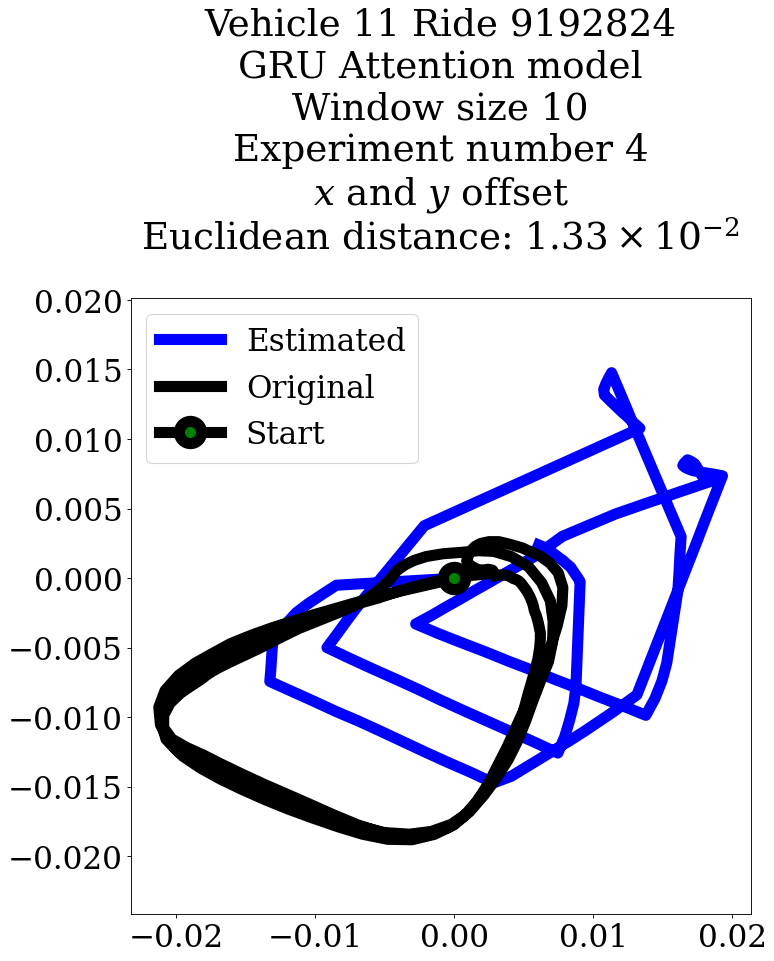 Vehicle 11 Ride 9192824
GRU Attention model
Window size 10
Experiment number 4
x and y offset
Euclidean distance: 1.33 × 10⁻²
0.020
0.015
0.010
0.005
0.000
−0.005
−0.010
−0.015
−0.020
Estimated
Original
Start
−0.02 −0.01 0.00 0.01 0.02